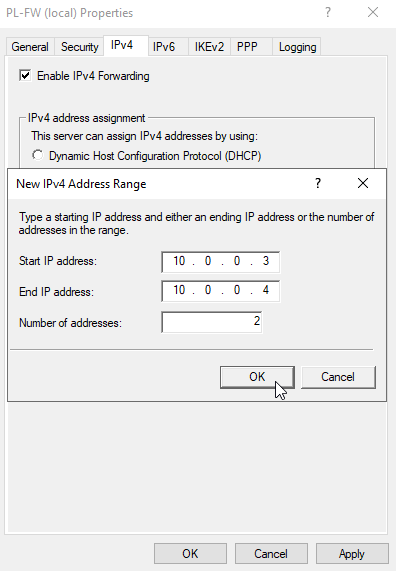 PL-FW (local) Properties
General Security IPv4 IPv6 IKEv2 PPP Logging
Enable IPv4 Forwarding
IPv4 address assignment
This server can assign IPv4 addresses by using:
Dynamic Host Configuration Protocol (DHCP)
New IPv4 Address Range
Type a starting IP address and either an ending IP address or the number of
addresses in the range.
Start IP address: 10 . 0 . 0 . 3
End IP address: 10 . 0 . 0 . 4
Number of addresses: 2
OK Cancel
OK Cancel Apply